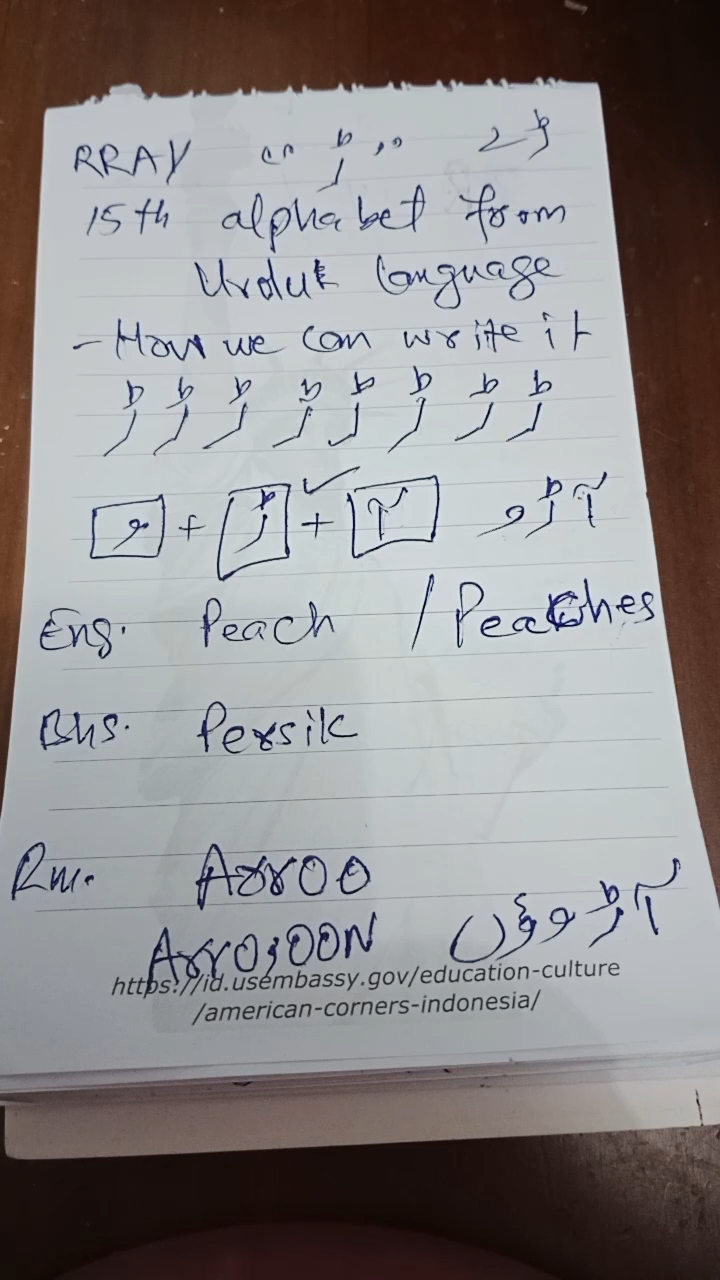 RRAY " ڑ " ڑے
15th alphabet from
Urduk language
- How we can write it
ڑ ڑ ڑ ڑ ڑ ڑ ڑ ڑ
و + ڑ + آ ✓ آڑو
Eng. Peach / Peaches
Bhs. Persik
Rm. Arroo
آڑوؤں
Arro,ooN
https://id.usembassy.gov/education-culture
/american-corners-indonesia/